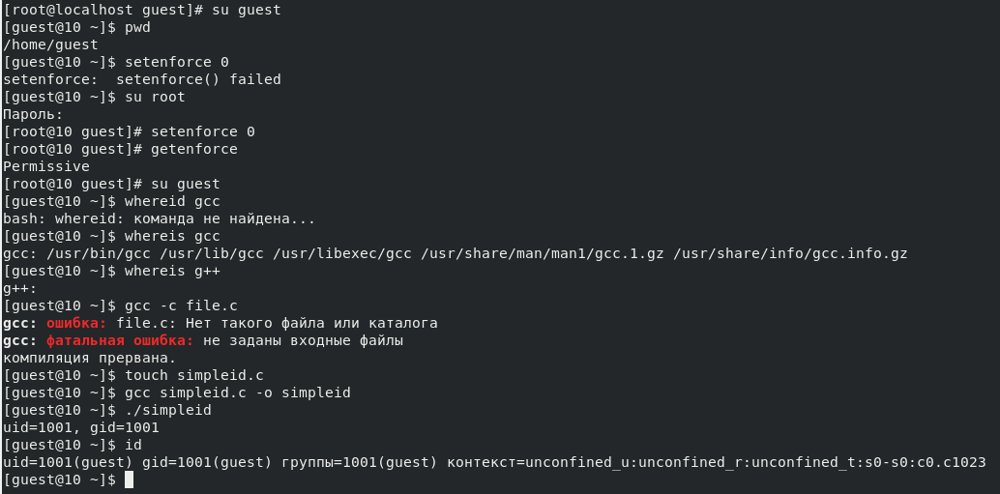 [root@localhost guest]# su guest
[guest@10 ~]$ pwd
/home/guest
[guest@10 ~]$ setenforce 0
setenforce:  setenforce() failed
[guest@10 ~]$ su root
Пароль:
[root@10 guest]# setenforce 0
[root@10 guest]# getenforce
Permissive
[root@10 guest]# su guest
[guest@10 ~]$ whereid gcc
bash: whereid: команда не найдена...
[guest@10 ~]$ whereis gcc
gcc: /usr/bin/gcc /usr/lib/gcc /usr/libexec/gcc /usr/share/man/man1/gcc.1.gz /usr/share/info/gcc.info.gz
[guest@10 ~]$ whereis g++
g++:
[guest@10 ~]$ gcc -c file.c
gcc: ошибка: file.c: Нет такого файла или каталога
gcc: фатальная ошибка: не заданы входные файлы
компиляция прервана.
[guest@10 ~]$ touch simpleid.c
[guest@10 ~]$ gcc simpleid.c -o simpleid
[guest@10 ~]$ ./simpleid
uid=1001, gid=1001
[guest@10 ~]$ id
uid=1001(guest) gid=1001(guest) группы=1001(guest) контекст=unconfined_u:unconfined_r:unconfined_t:s0-s0:c0.c1023
[guest@10 ~]$